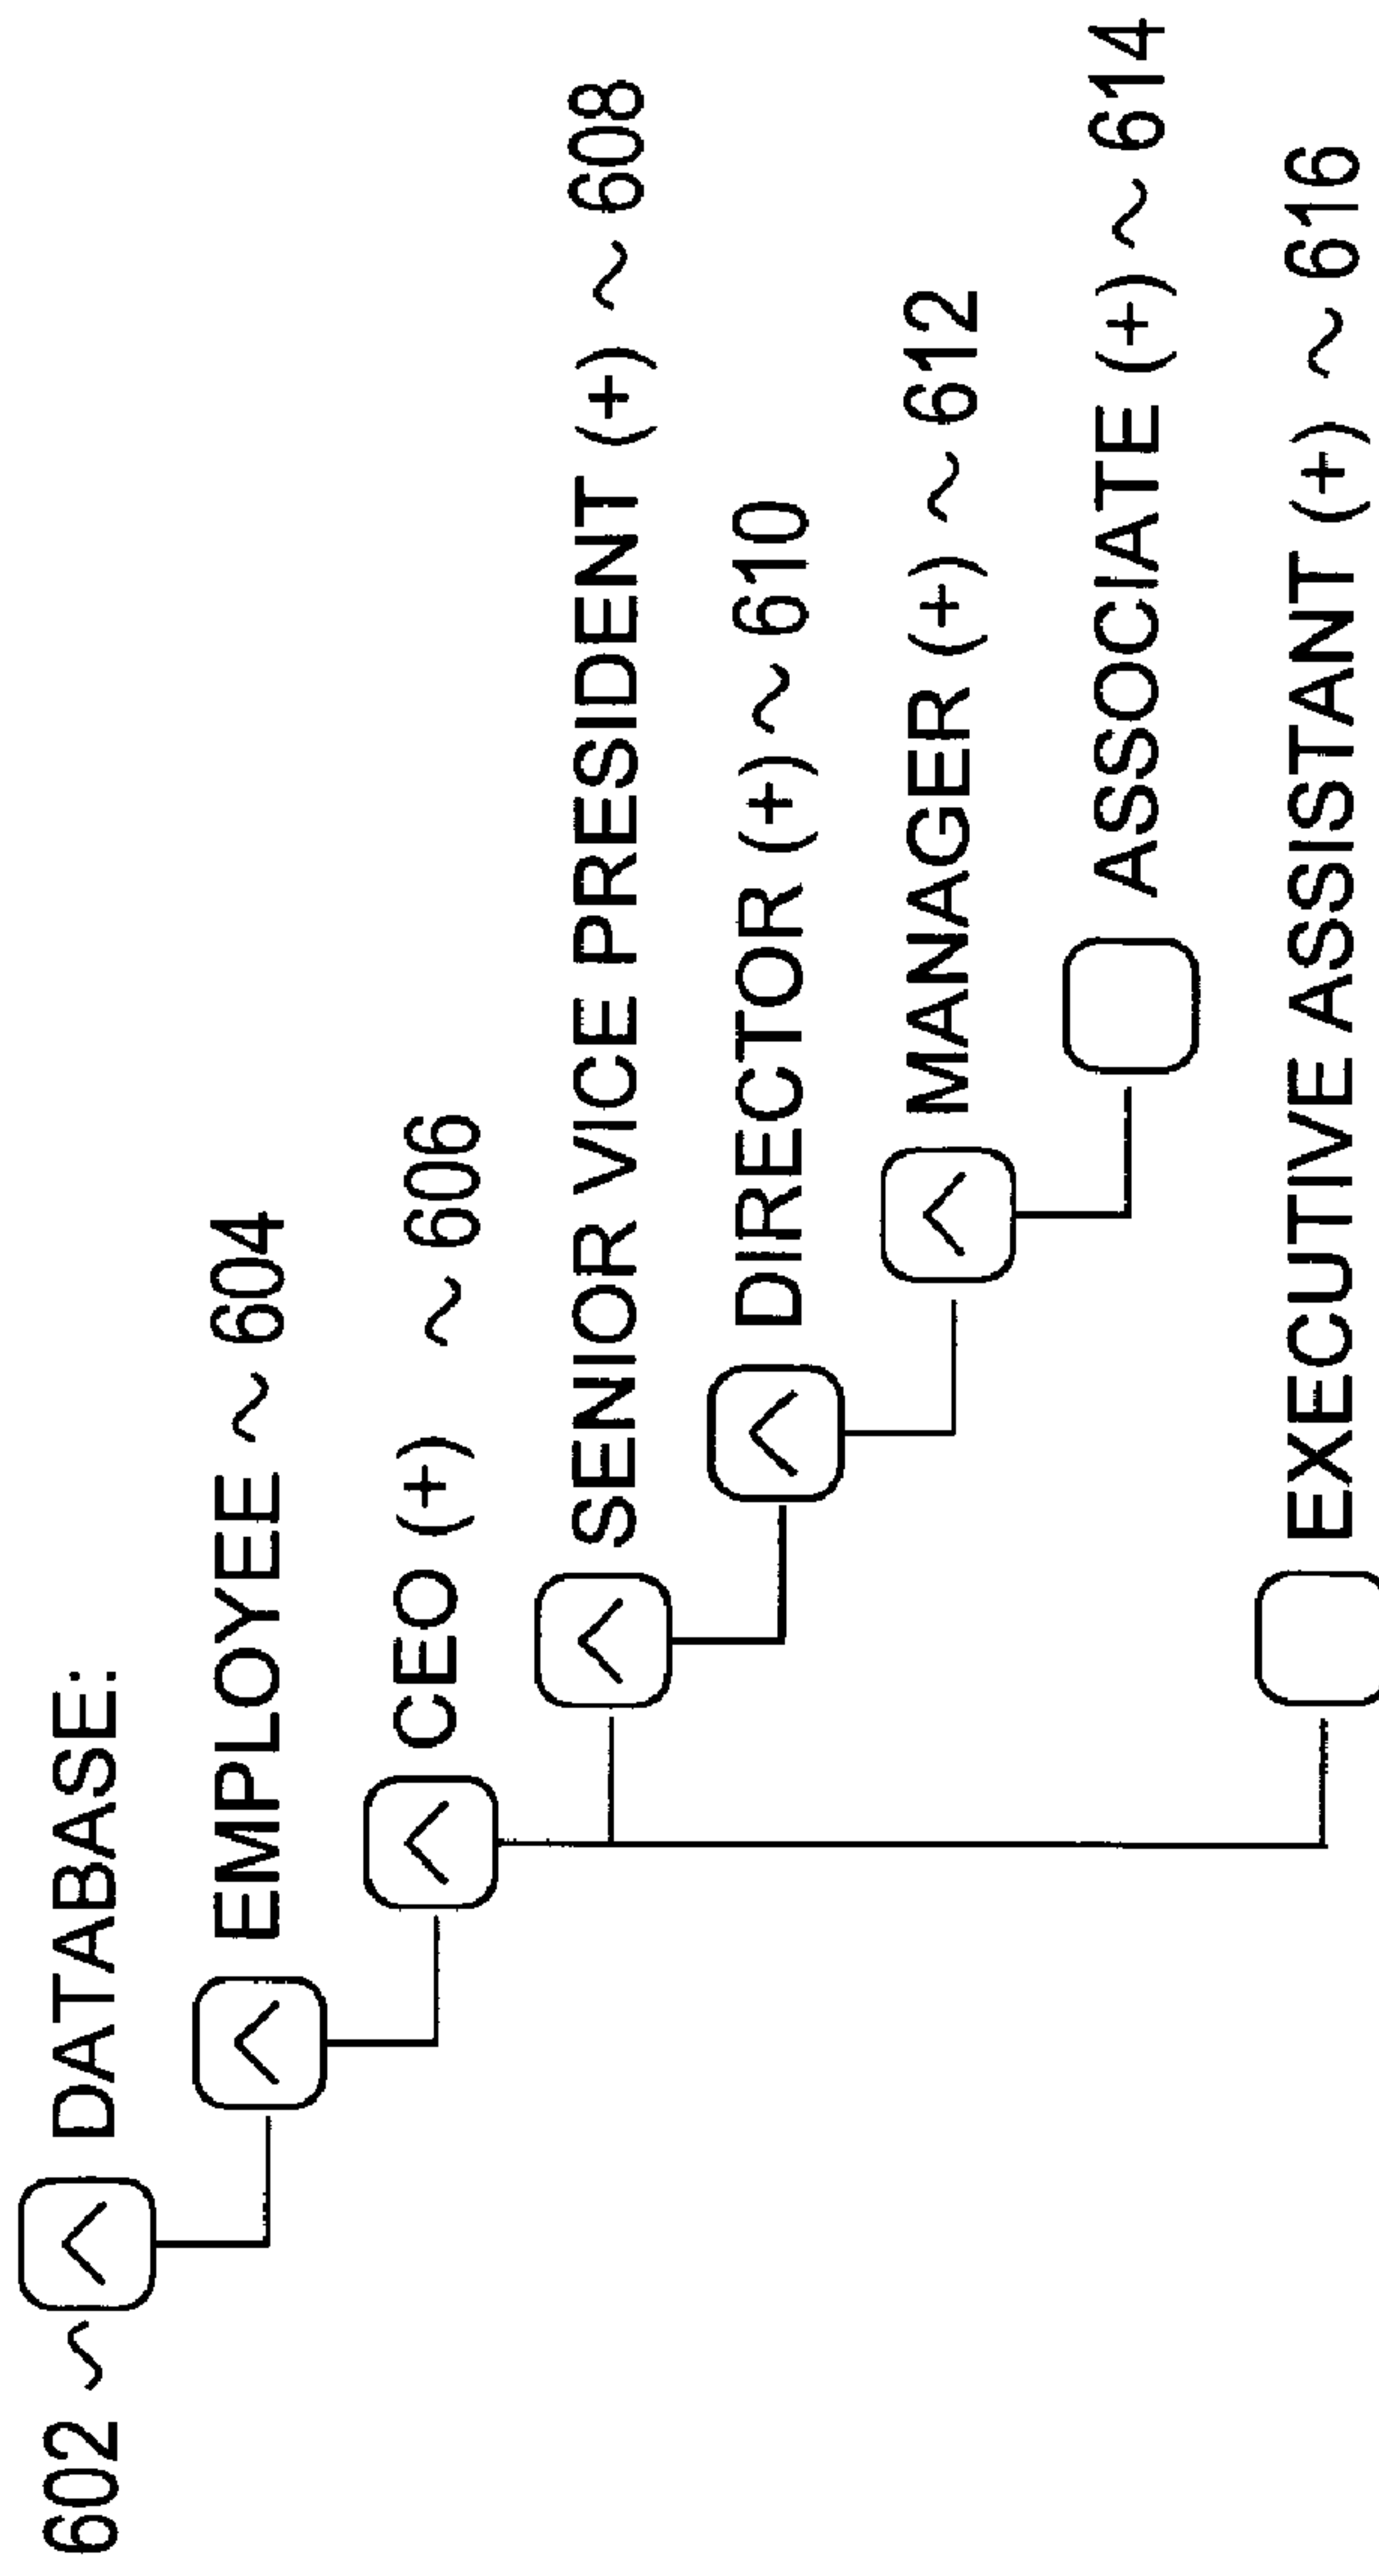 602 ~ DATABASE:
EMPLOYEE ~ 604
CEO (+) ~ 606
SENIOR VICE PRESIDENT (+) ~ 608
DIRECTOR (+) ~ 610
MANAGER (+) ~ 612
ASSOCIATE (+) ~ 614
EXECUTIVE ASSISTANT (+) ~ 616